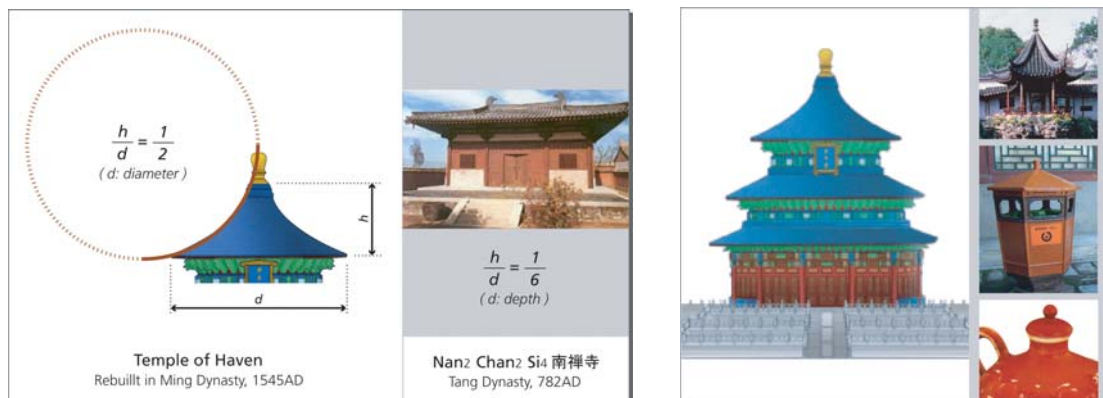 h/d = 1/2
( d: diameter )
h
d
Temple of Haven
Rebuillt in Ming Dynasty, 1545AD
h/d = 1/6
( d: depth )
Nan2 Chan2 Si4 南禅寺
Tang Dynasty, 782AD